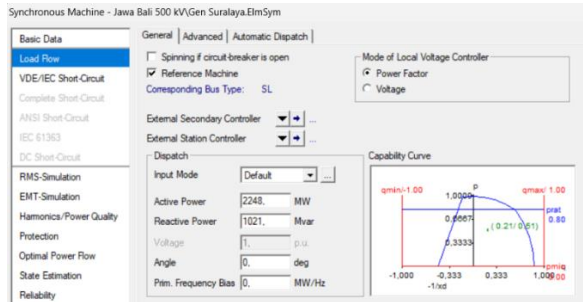 Synchronous Machine - Jawa Bali 500 kV\Gen Suralaya.ElmSym
Basic Data
Load Flow
VDE/IEC Short-Circuit
Complete Short-Circuit
ANSI Short-Circuit
IEC 61363
DC Short-Circuit
RMS-Simulation
EMT-Simulation
Harmonics/Power Quality
Protection
Optimal Power Flow
State Estimation
Reliability
General Advanced Automatic Dispatch
Spinning if circuit-breaker is open
Reference Machine
Corresponding Bus Type: SL
Mode of Local Voltage Controller
Power Factor
Voltage
External Secondary Controller ...
External Station Controller ...
Dispatch
Input Mode Default ...
Active Power 2248, MW
Reactive Power 1021, Mvar
Voltage 1, p.u.
Angle 0, deg
Prim. Frequency Bias 0, MW/Hz
Capability Curve
qmin/-1.00 p qmax/ 1.00
1,0000
prat
0.80
0,6667
( 0.21/ 0.51)
0,3333
-1,000 -0,333 0,333
-1/xd